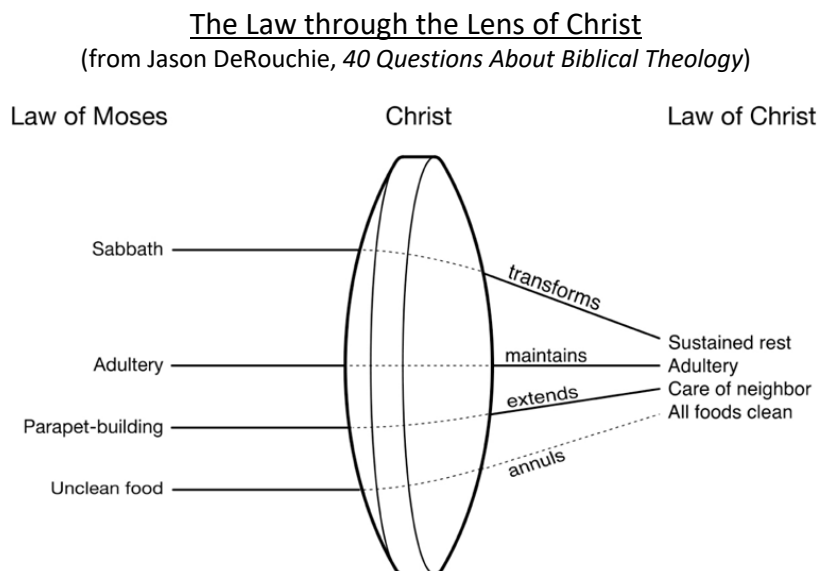 The Law through the Lens of Christ
(from Jason DeRouchie, 40 Questions About Biblical Theology)
Law of Moses
Christ
Law of Christ
Sabbath
Adultery
Parapet-building
Unclean food
transforms
maintains
extends
annuls
Sustained rest
Adultery
Care of neighbor
All foods clean